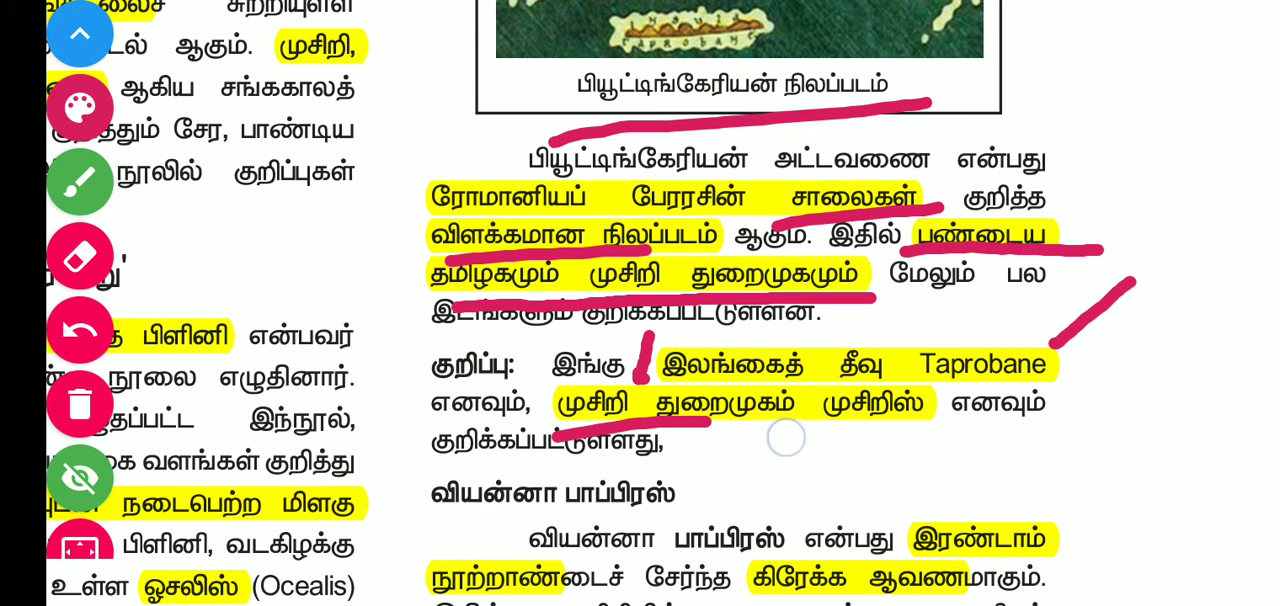 சுற்றியுள்ள
ஆகும். முசிறி,
ஆகிய சங்ககாலத்
சேர, பாண்டிய
நூலில் குறிப்புகள்
பிளினி என்பவர்
நூலை எழுதினார்.
இந்நூல்,
வளங்கள் குறித்து
நடைபெற்ற மிளகு
பிளினி, வடகிழக்கு
உள்ள ஓசலிஸ் (Ocealis)
பியூட்டிங்கேரியன் நிலப்படம்
பியூட்டிங்கேரியன் அட்டவணை என்பது
ரோமானியப் பேரரசின் சாலைகள் குறித்த
விளக்கமான நிலப்படம் ஆகும். இதில் பண்டைய
தமிழகமும் முசிறி துறைமுகமும் மேலும் பல
இடங்களும் குறிக்கப்பட்டுள்ளன.
குறிப்பு: இங்கு இலங்கைத் தீவு Taprobane
எனவும், முசிறி துறைமுகம் முசிறிஸ் எனவும்
குறிக்கப்பட்டுள்ளது,
வியன்னா பாப்பிரஸ்
வியன்னா பாப்பிரஸ் என்பது இரண்டாம்
நூற்றாண்டைச் சேர்ந்த கிரேக்க ஆவணமாகும்.